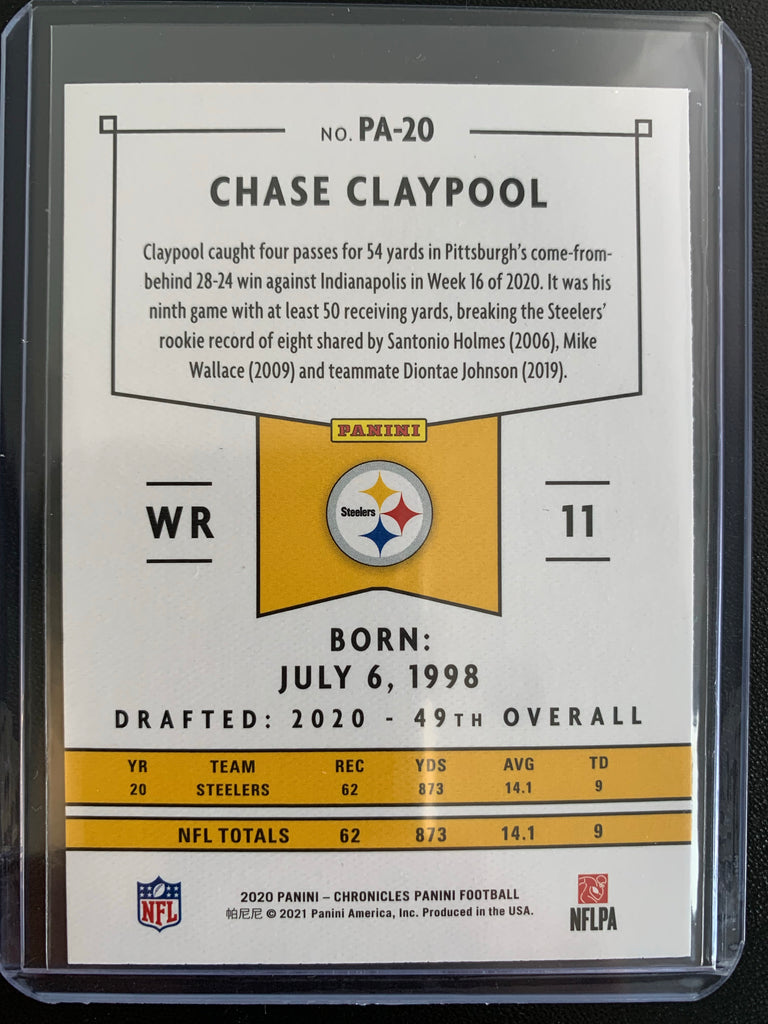 NO. PA-20
CHASE CLAYPOOL
Claypool caught four passes for 54 yards in Pittsburgh's come-from-
behind 28-24 win against Indianapolis in Week 16 of 2020. It was his
ninth game with at least 50 receiving yards, breaking the Steelers'
rookie record of eight shared by Santonio Holmes (2006), Mike
Wallace (2009) and teammate Diontae Johnson (2019).
PANINI
WR
Steelers
11
BORN:
JULY 6, 1998
DRAFTED: 2020 - 49TH OVERALL
YR TEAM REC YDS AVG TD
20 STEELERS 62 873 14.1 9
NFL TOTALS 62 873 14.1 9
NFL
2020 PANINI – CHRONICLES PANINI FOOTBALL
帕尼尼 © 2021 Panini America, Inc. Produced in the USA.
NFLPA